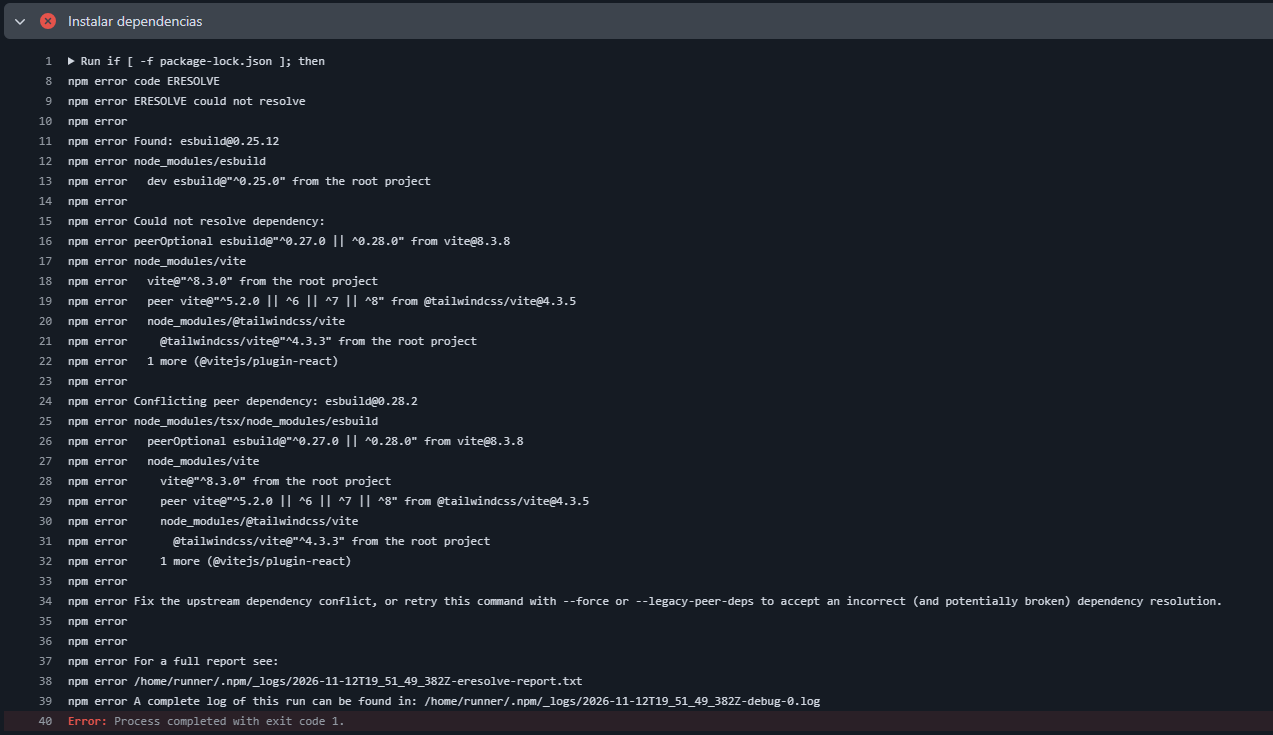 Instalar dependencias
1 Run if [ -f package-lock.json ]; then
8 npm error code ERESOLVE
9 npm error ERESOLVE could not resolve
10 npm error
11 npm error Found: esbuild@0.25.12
12 npm error node_modules/esbuild
13 npm error   dev esbuild@"^0.25.0" from the root project
14 npm error
15 npm error Could not resolve dependency:
16 npm error peerOptional esbuild@"^0.27.0 || ^0.28.0" from vite@8.3.8
17 npm error node_modules/vite
18 npm error   vite@"^8.3.0" from the root project
19 npm error   peer vite@"^5.2.0 || ^6 || ^7 || ^8" from @tailwindcss/vite@4.3.5
20 npm error   node_modules/@tailwindcss/vite
21 npm error     @tailwindcss/vite@"^4.3.3" from the root project
22 npm error   1 more (@vitejs/plugin-react)
23 npm error
24 npm error Conflicting peer dependency: esbuild@0.28.2
25 npm error node_modules/tsx/node_modules/esbuild
26 npm error   peerOptional esbuild@"^0.27.0 || ^0.28.0" from vite@8.3.8
27 npm error   node_modules/vite
28 npm error     vite@"^8.3.0" from the root project
29 npm error     peer vite@"^5.2.0 || ^6 || ^7 || ^8" from @tailwindcss/vite@4.3.5
30 npm error     node_modules/@tailwindcss/vite
31 npm error       @tailwindcss/vite@"^4.3.3" from the root project
32 npm error     1 more (@vitejs/plugin-react)
33 npm error
34 npm error Fix the upstream dependency conflict, or retry this command with --force or --legacy-peer-deps to accept an incorrect (and potentially broken) dependency resolution.
35 npm error
36 npm error
37 npm error For a full report see:
38 npm error /home/runner/.npm/_logs/2026-11-12T19_51_49_382Z-eresolve-report.txt
39 npm error A complete log of this run can be found in: /home/runner/.npm/_logs/2026-11-12T19_51_49_382Z-debug-0.log
40 Error: Process completed with exit code 1.